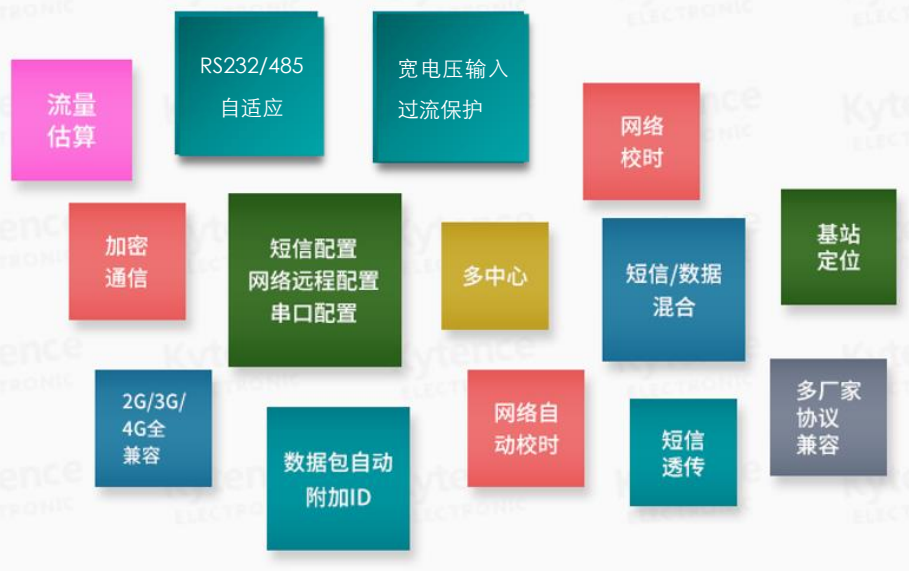 流量
估算
RS232/485
自适应
宽电压输入
过流保护
网络
校时
加密
通信
短信配置
网络远程配置
串口配置
多中心
短信/数据
混合
基站
定位
2G/3G/
4G全
兼容
数据包自动
附加ID
网络自
动校时
短信
透传
多厂家
协议
兼容
Kytence
ELECTRONIC